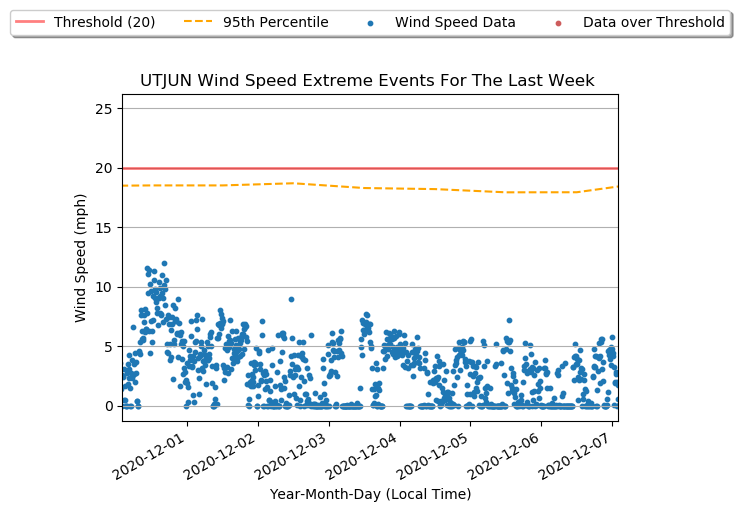 Threshold (20) 95th Percentile Wind Speed Data Data over Threshold
UTJUN Wind Speed Extreme Events For The Last Week
25
20
15
10
5
0
Wind Speed (mph)
2020-12-01 2020-12-02 2020-12-03 2020-12-04 2020-12-05 2020-12-06 2020-12-07
Year-Month-Day (Local Time)